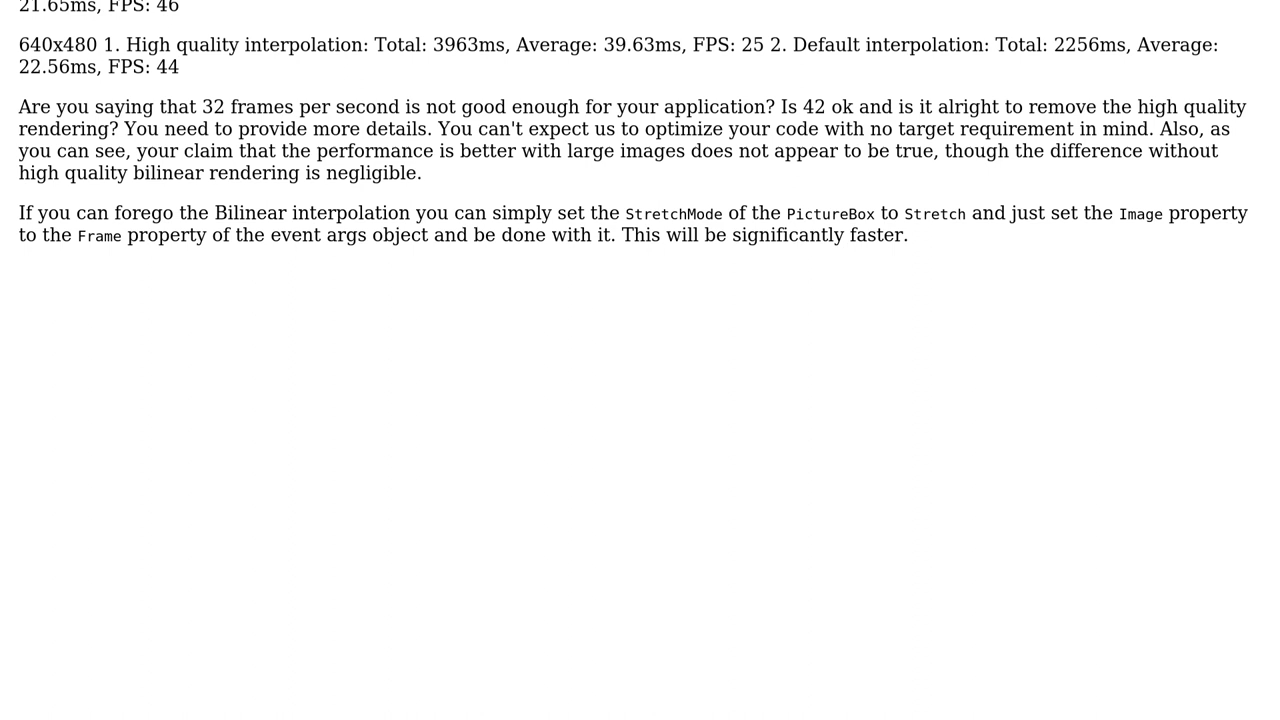 21.65ms, FPS: 46
640x480 1. High quality interpolation: Total: 3963ms, Average: 39.63ms, FPS: 25 2. Default interpolation: Total: 2256ms, Average:
22.56ms, FPS: 44
Are you saying that 32 frames per second is not good enough for your application? Is 42 ok and is it alright to remove the high quality
rendering? You need to provide more details. You can't expect us to optimize your code with no target requirement in mind. Also, as
you can see, your claim that the performance is better with large images does not appear to be true, though the difference without
high quality bilinear rendering is negligible.
If you can forego the Bilinear interpolation you can simply set the StretchMode of the PictureBox to Stretch and just set the Image property
to the Frame property of the event args object and be done with it. This will be significantly faster.